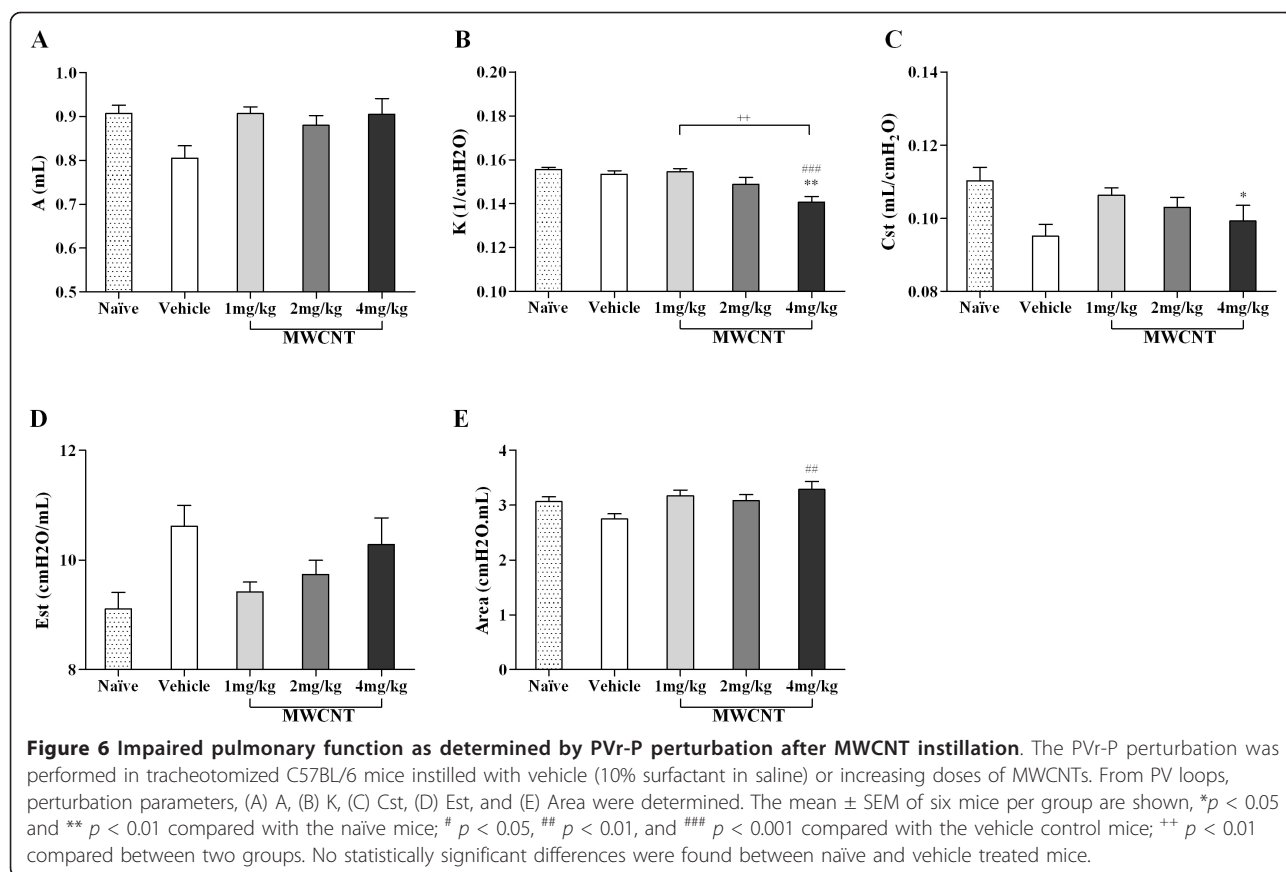 A
B
C
1.0
0.9
0.8
0.7
0.6
0.5
A (mL)
Naïve Vehicle 1mg/kg 2mg/kg 4mg/kg
MWCNT
0.20
0.18
0.16
0.14
0.12
0.10
K (1/cmH2O)
++
###
**
Naïve Vehicle 1mg/kg 2mg/kg 4mg/kg
MWCNT
0.14
0.12
0.10
0.08
Cst (mL/cmH₂O)
*
Naïve Vehicle 1mg/kg 2mg/kg 4mg/kg
MWCNT
D
E
12
10
8
Est (cmH2O/mL)
Naïve Vehicle 1mg/kg 2mg/kg 4mg/kg
MWCNT
4
3
2
1
0
Area (cmH2O.mL)
##
Naïve Vehicle 1mg/kg 2mg/kg 4mg/kg
MWCNT
Figure 6 Impaired pulmonary function as determined by PVr-P perturbation after MWCNT instillation. The PVr-P perturbation was
performed in tracheotomized C57BL/6 mice instilled with vehicle (10% surfactant in saline) or increasing doses of MWCNTs. From PV loops,
perturbation parameters, (A) A, (B) K, (C) Cst, (D) Est, and (E) Area were determined. The mean ± SEM of six mice per group are shown, *p < 0.05
and ** p < 0.01 compared with the naïve mice; # p < 0.05, ## p < 0.01, and ### p < 0.001 compared with the vehicle control mice; ++ p < 0.01
compared between two groups. No statistically significant differences were found between naïve and vehicle treated mice.